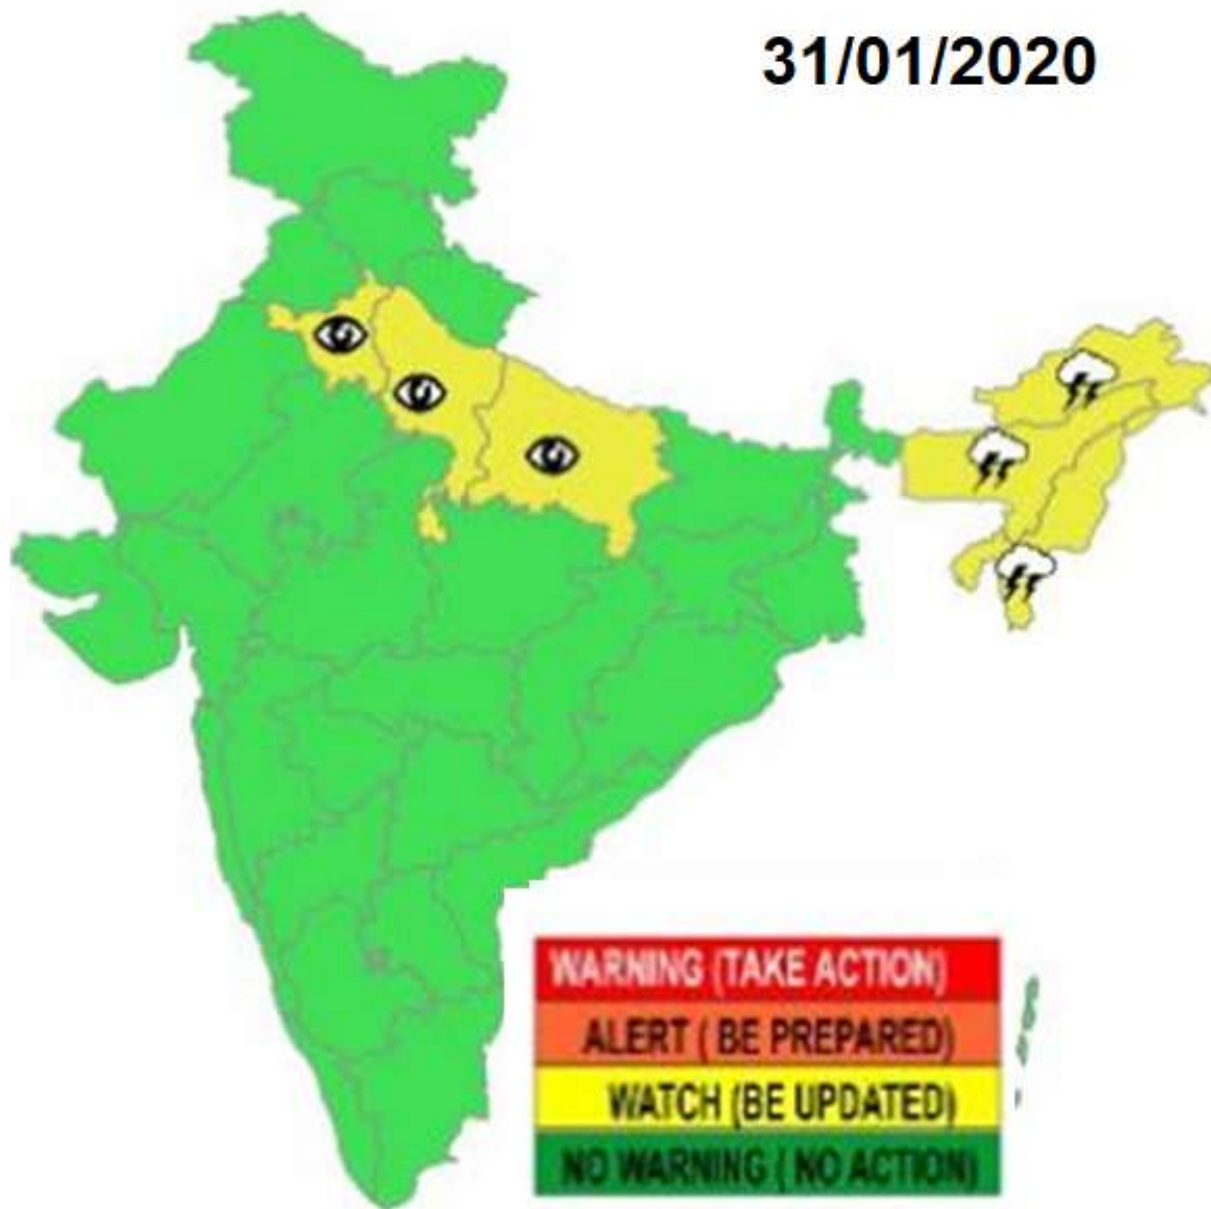 31/01/2020
WARNING (TAKE ACTION)
ALERT ( BE PREPARED)
WATCH (BE UPDATED)
NO WARNING ( NO ACTION)